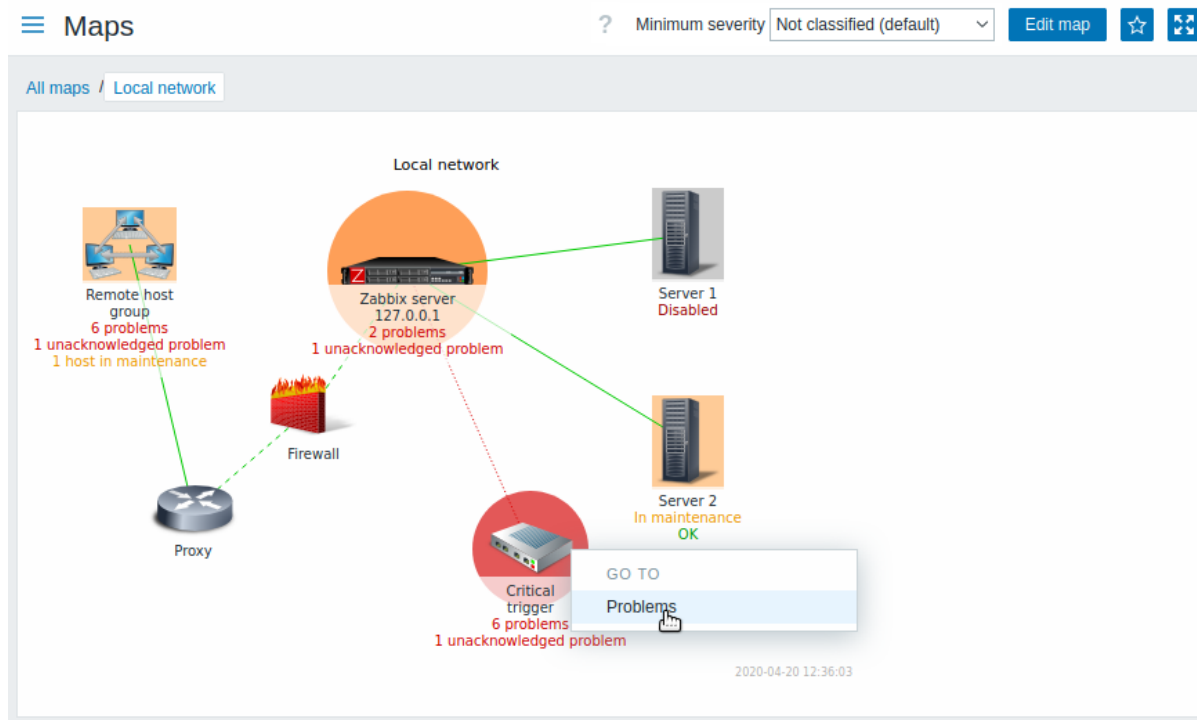 Maps
? Minimum severity Not classified (default) Edit map
All maps / Local network
Local network
Remote host
group
6 problems
1 unacknowledged problem
1 host in maintenance
Z
Zabbix server
127.0.0.1
2 problems
1 unacknowledged problem
Server 1
Disabled
Firewall
Proxy
Server 2
In maintenance
OK
Critical
trigger
6 problems
1 unacknowledged problem
GO TO
Problems
2020-04-20 12:36:03